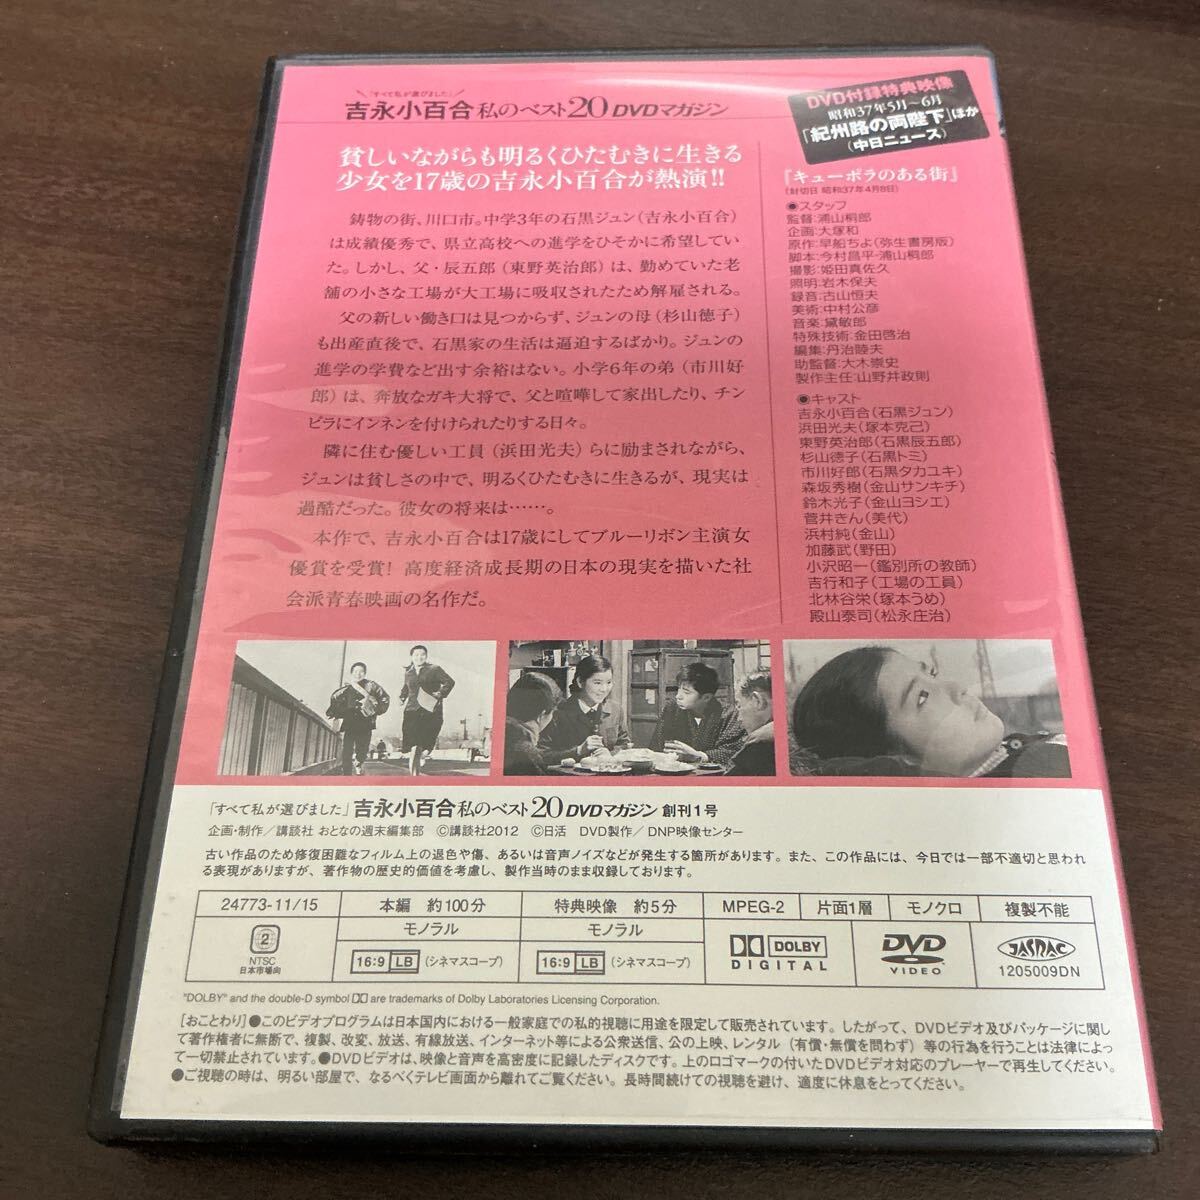 「すべて私が選びました」
吉永小百合 私のベスト20 DVDマガジン
DVD付録特典映像
昭和37年5月〜6月
「紀州路の両陛下」ほか
(中日ニュース)
貧しいながらも明るくひたむきに生きる
少女を17歳の吉永小百合が熱演!!
鋳物の街、川口市。中学3年の石黒ジュン(吉永小百合)
は成績優秀で、県立高校への進学をひそかに希望してい
た。しかし、父・辰五郎(東野英治郎)は、勤めていた老
舗の小さな工場が大工場に吸収されたため解雇される。
父の新しい働き口は見つからず、ジュンの母(杉山徳子)
も出産直後で、石黒家の生活は逼迫するばかり。ジュンの
進学の学費など出す余裕はない。小学6年の弟(市川好
郎)は、奔放なガキ大将で、父と喧嘩して家出したり、チン
ピラにインネンを付けられたりする日々。
隣に住む優しい工員(浜田光夫)らに励まされながら、
ジュンは貧しさの中で、明るくひたむきに生きるが、現実は
過酷だった。彼女の将来は……。
本作で、吉永小百合は17歳にしてブルーリボン主演女
優賞を受賞! 高度経済成長期の日本の現実を描いた社
会派青春映画の名作だ。
『キューポラのある街』
(封切日 昭和37年4月8日)
●スタッフ
監督:浦山桐郎
企画:大塚和
原作:早船ちよ(弥生書房版)
脚本:今村昌平・浦山桐郎
撮影:姫田真佐久
照明:岩木保夫
録音:古山恒夫
美術:中村公彦
音楽:黛敏郎
特殊技術:金田啓治
編集:丹治睦夫
助監督:大木崇史
製作主任:山野井政則
●キャスト
吉永小百合(石黒ジュン)
浜田光夫(塚本克己)
東野英治郎(石黒辰五郎)
杉山徳子(石黒トミ)
市川好郎(石黒タカユキ)
森坂秀樹(金山サンキチ)
鈴木光子(金山ヨシエ)
菅井きん(美代)
浜村純(金山)
加藤武(野田)
小沢昭一(鑑別所の教師)
吉行和子(工場の工員)
北林谷栄(塚本うめ)
殿山泰司(松永庄治)
「すべて私が選びました」吉永小百合 私のベスト20 DVDマガジン 創刊1号
企画・制作/講談社 おとなの週末編集部 ©講談社2012 ©日活 DVD製作/DNP映像センター
古い作品のため修復困難なフィルム上の退色や傷、あるいは音声ノイズなどが発生する箇所があります。また、この作品には、今日では一部不適切と思われ
る表現がありますが、著作物の歴史的価値を考慮し、製作当時のまま収録しております。
24773-11/15 本編 約100分 特典映像 約5分 MPEG-2 片面1層 モノクロ 複製不能
モノラル モノラル
2 NTSC 日本市場向
16:9 LB (シネマスコープ) 16:9 LB (シネマスコープ)
DOLBY DIGITAL
DVD VIDEO
JASRAC
1205009DN
"DOLBY" and the double-D symbol are trademarks of Dolby Laboratories Licensing Corporation.
[おことわり]●このビデオプログラムは日本国内における一般家庭での私的視聴に用途を限定して販売されています。したがって、DVDビデオ及びパッケージに関し
て著作権者に無断で、複製、改変、放送、有線放送、インターネット等による公衆送信、公の上映、レンタル(有償・無償を問わず)等の行為を行うことは法律によっ
て一切禁止されています。●DVDビデオは、映像と音声を高密度に記録したディスクです。上のロゴマークの付いたDVDビデオ対応のプレーヤーで再生してください。
●ご視聴の時は、明るい部屋で、なるべくテレビ画面から離れてご覧ください。長時間続けての視聴を避け、適度に休息をとってください。